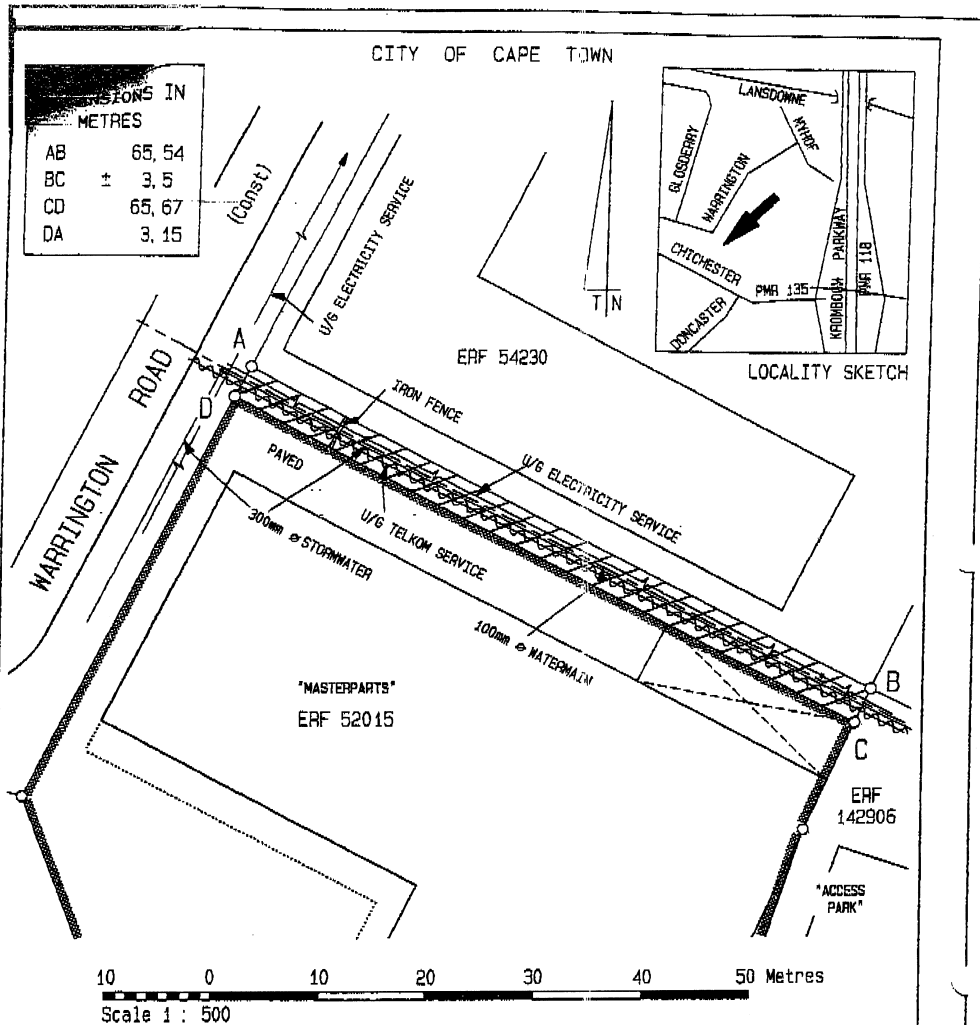 CITY OF CAPE TOWN
IN
METRES
AB 65,54
BC ± 3,5
CD 65,67
DA 3,15
(Const)
U/G ELECTRICITY SERVICE
T N
LANSDOWNE
MYHOF
GLOSDERRY
WARRINGTON
CHICHESTER
KROMBOOM PARKWAY
PMR 118
PMR 135
DONCASTER
LOCALITY SKETCH
A
D
ERF 54230
IRON FENCE
PAVED
U/G ELECTRICITY SERVICE
300mm ø STORMWATER
U/G TELKOM SERVICE
100mm ø WATERMAIN
WARRINGTON ROAD
B
C
"MASTERPARTS"
ERF 52015
ERF
142906
"ACCESS
PARK"
10 0 10 20 30 40 50 Metres
Scale 1 : 500